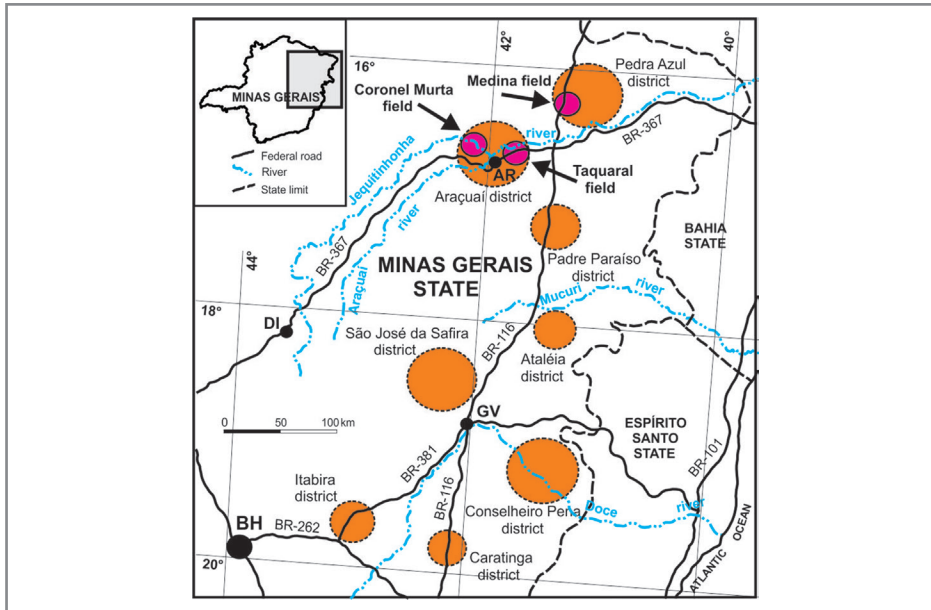 MINAS GERAIS
Federal road
River
State limit
42
40
16°
Pedra Azul
district
Medina field
Coronel Murta
field
river
BR-367
Jequitinhonha
AR
Taquaral
field
Araçuaí district
river
BR-367
Araçuaí
44
BAHIA
STATE
Padre Paraíso
district
MINAS GERAIS
STATE
Mucuri
river
18°
DI
São José da Safira
district
BR-116
Ataléia
district
0 50 100 km
GV
ESPÍRITO
SANTO
STATE
BR-381
BR-116
BR-101
Itabira
district
Conselheiro Pena
district
Doce
river
BH
BR-262
Caratinga
district
20°
ATLANTIC OCEAN